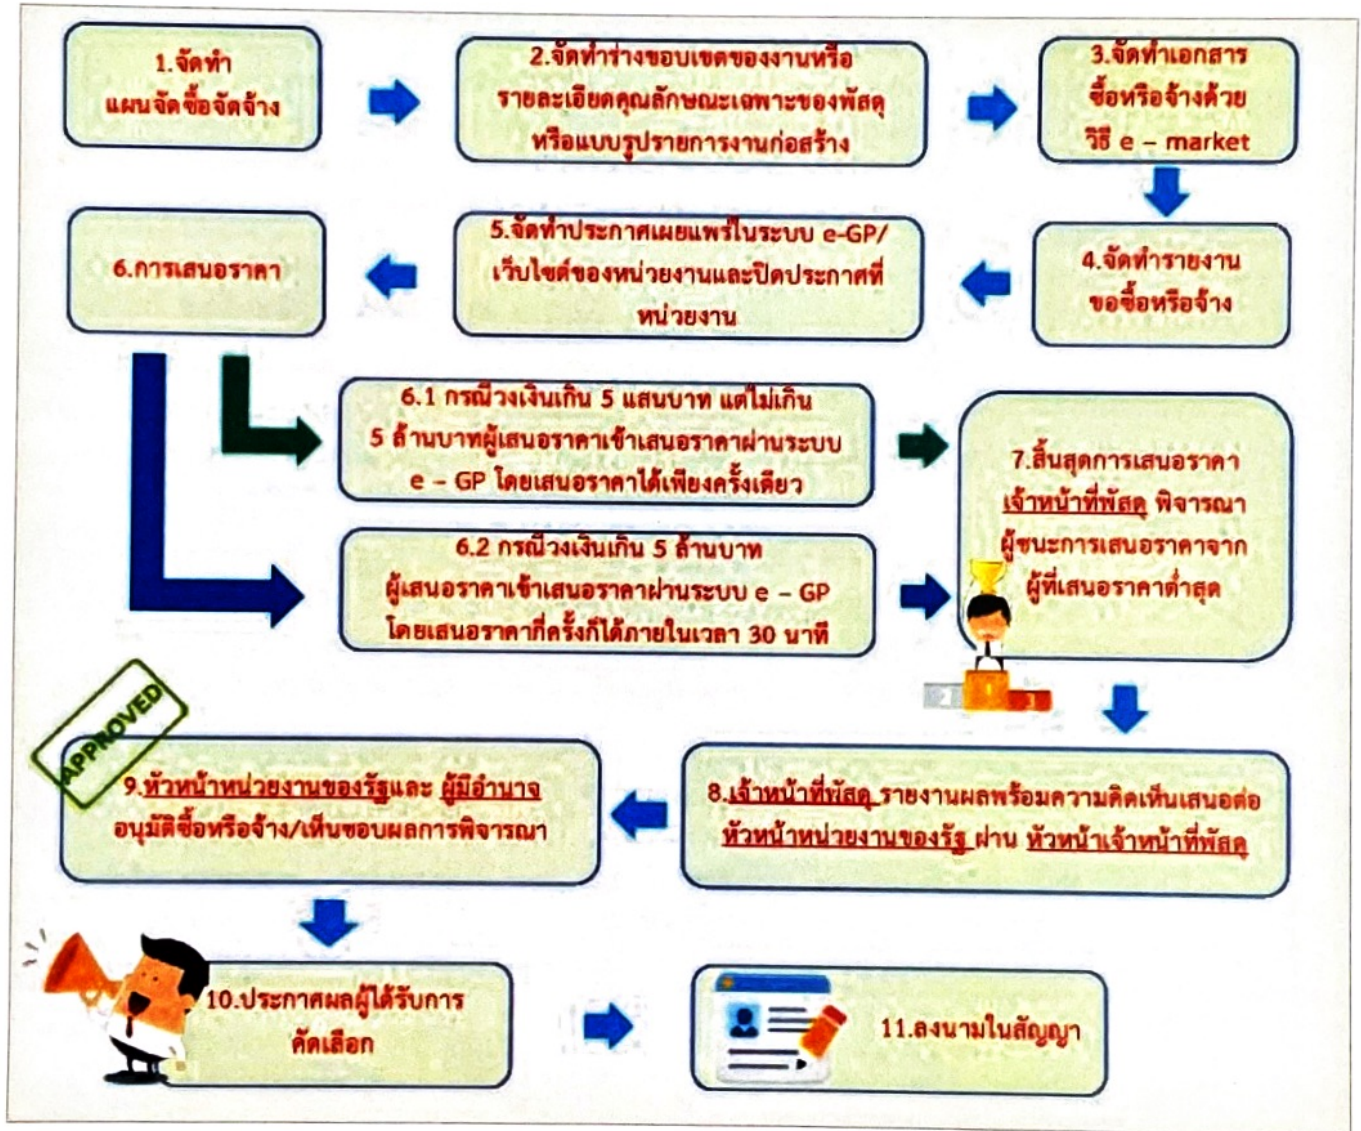 1.จัดทำ
แผนจัดซื้อจัดจ้าง
2.จัดทำร่างขอบเขตของงานหรือ
รายละเอียดคุณลักษณะเฉพาะของพัสดุ
หรือแบบรูปรายการงานก่อสร้าง
3.จัดทำเอกสาร
ซื้อหรือจ้างด้วย
วิธี e – market
4.จัดทำรายงาน
ขอซื้อหรือจ้าง
5.จัดทำประกาศเผยแพร่ในระบบ e-GP/
เว็บไซต์ของหน่วยงานและปิดประกาศที่
หน่วยงาน
6.การเสนอราคา
6.1 กรณีวงเงินเกิน 5 แสนบาท แต่ไม่เกิน
5 ล้านบาทผู้เสนอราคาเข้าเสนอราคาผ่านระบบ
e – GP โดยเสนอราคาได้เพียงครั้งเดียว
6.2 กรณีวงเงินเกิน 5 ล้านบาท
ผู้เสนอราคาเข้าเสนอราคาผ่านระบบ e – GP
โดยเสนอราคากี่ครั้งก็ได้ภายในเวลา 30 นาที
7.สิ้นสุดการเสนอราคา
เจ้าหน้าที่พัสดุ พิจารณา
ผู้ชนะการเสนอราคาจาก
ผู้ที่เสนอราคาต่ำสุด
2 1 3
8.เจ้าหน้าที่พัสดุ รายงานผลพร้อมความคิดเห็นเสนอต่อ
หัวหน้าหน่วยงานของรัฐ ผ่าน หัวหน้าเจ้าหน้าที่พัสดุ
APPROVED
9.หัวหน้าหน่วยงานของรัฐและ ผู้มีอำนาจ
อนุมัติซื้อหรือจ้าง/เห็นชอบผลการพิจารณา
10.ประกาศผลผู้ได้รับการ
คัดเลือก
11.ลงนามในสัญญา